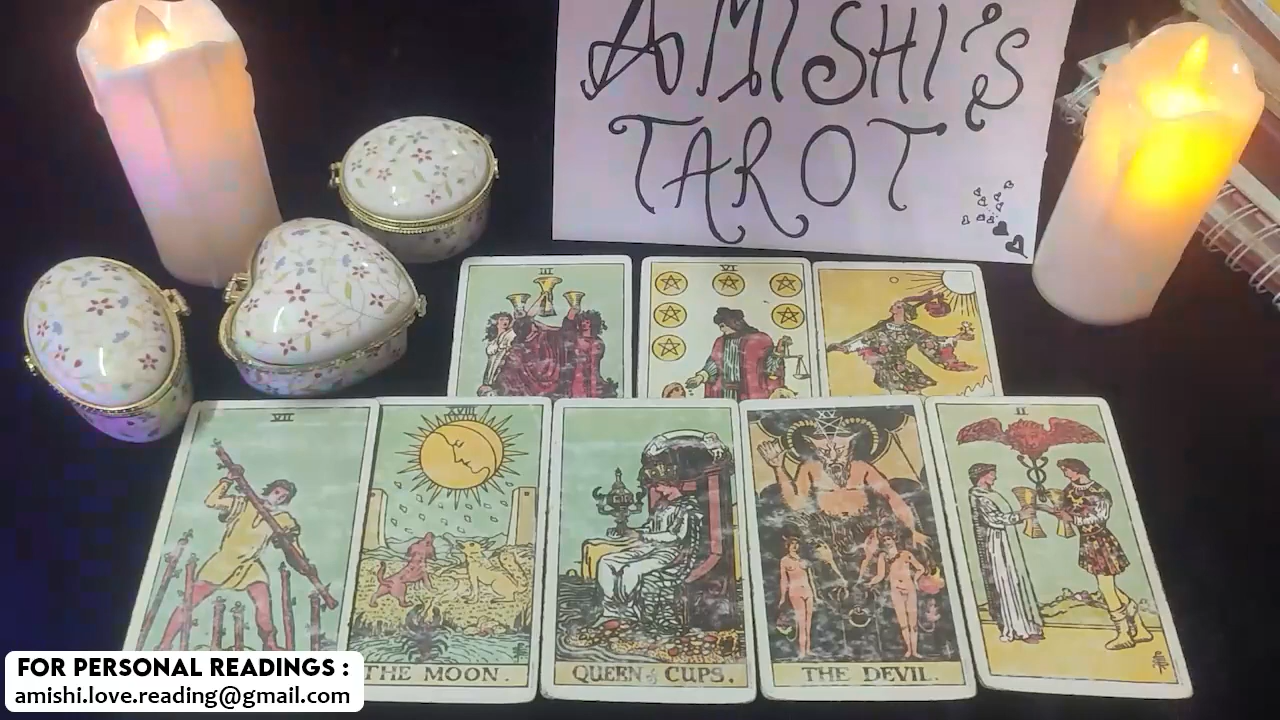 AMISHI's
TAROT
III
VI
VII
XVIII
XV
II
THE MOON.
QUEEN of CUPS.
THE DEVIL.
FOR PERSONAL READINGS :
amishi.love.reading@gmail.com